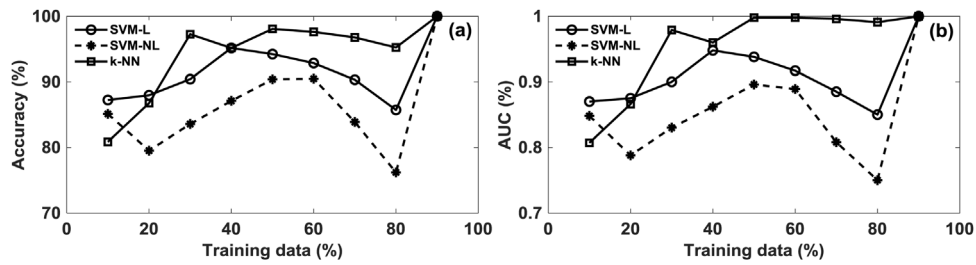 100
90
80
70
Accuracy (%)
SVM-L
SVM-NL
k-NN
(a)
0 20 40 60 80 100
Training data (%)
1
0.9
0.8
0.7
AUC (%)
SVM-L
SVM-NL
k-NN
(b)
0 20 40 60 80 100
Training data (%)